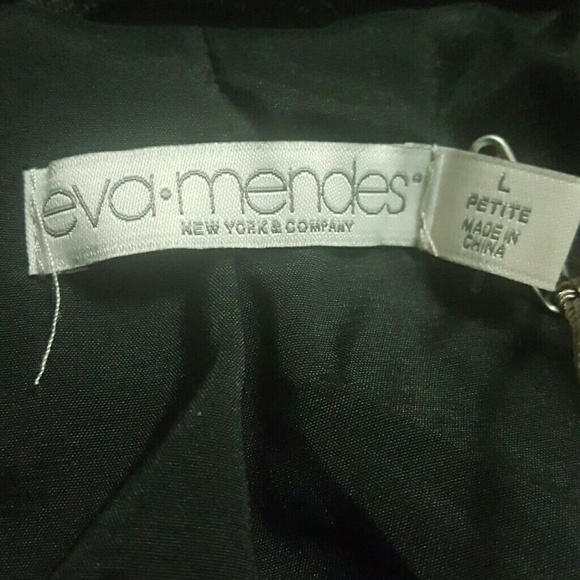 eva·mendes
NEW YORK & COMPANY
L
PETITE
MADE IN
CHINA